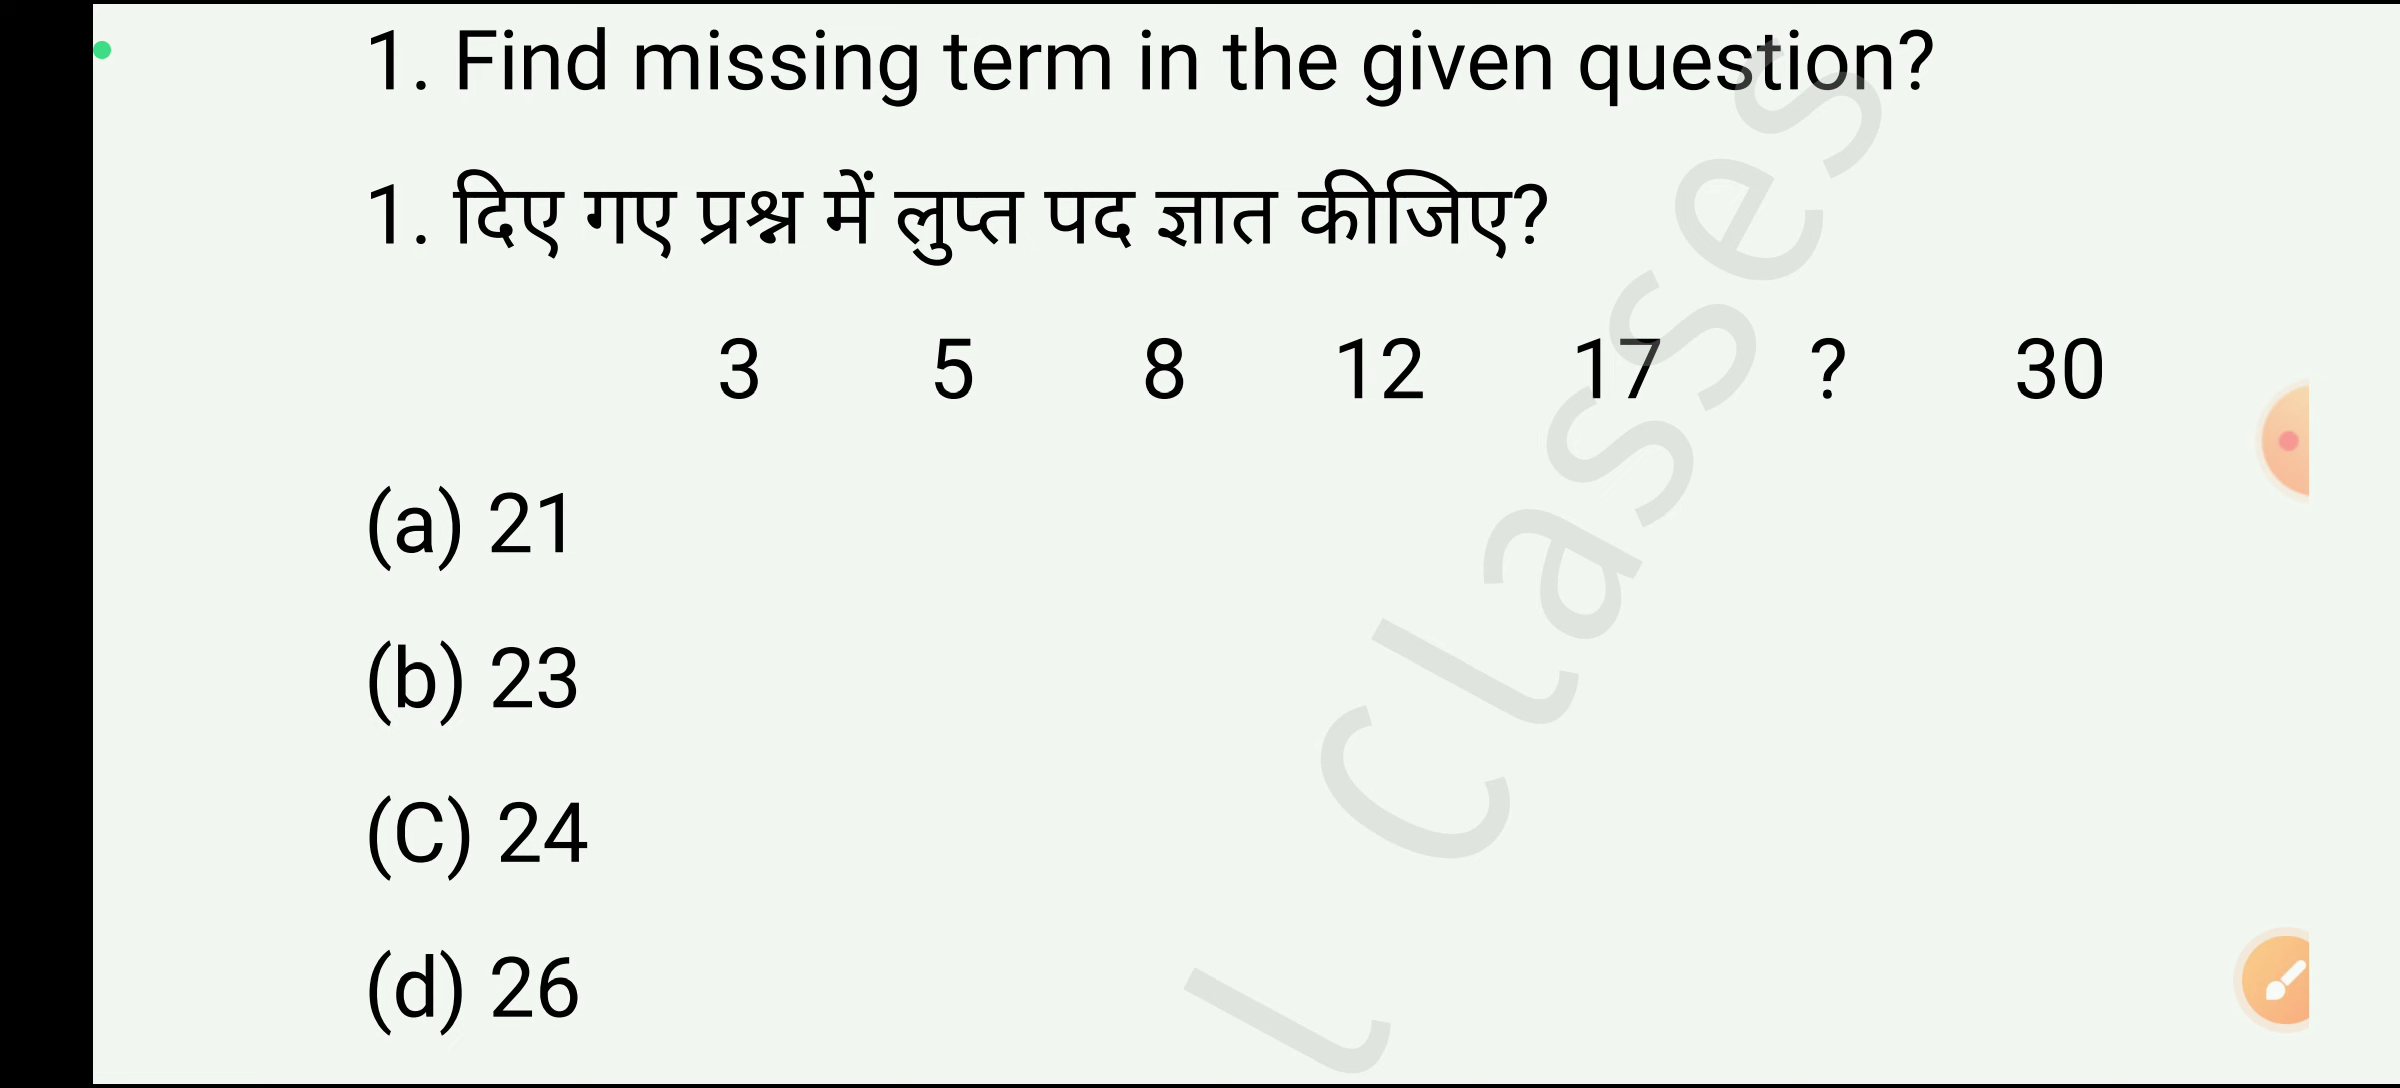 1. Find missing term in the given question?
1. दिए गए प्रश्न में लुप्त पद ज्ञात कीजिए?
3 5 8 12 17 ? 30
(a) 21
(b) 23
(C) 24
(d) 26
l Classes